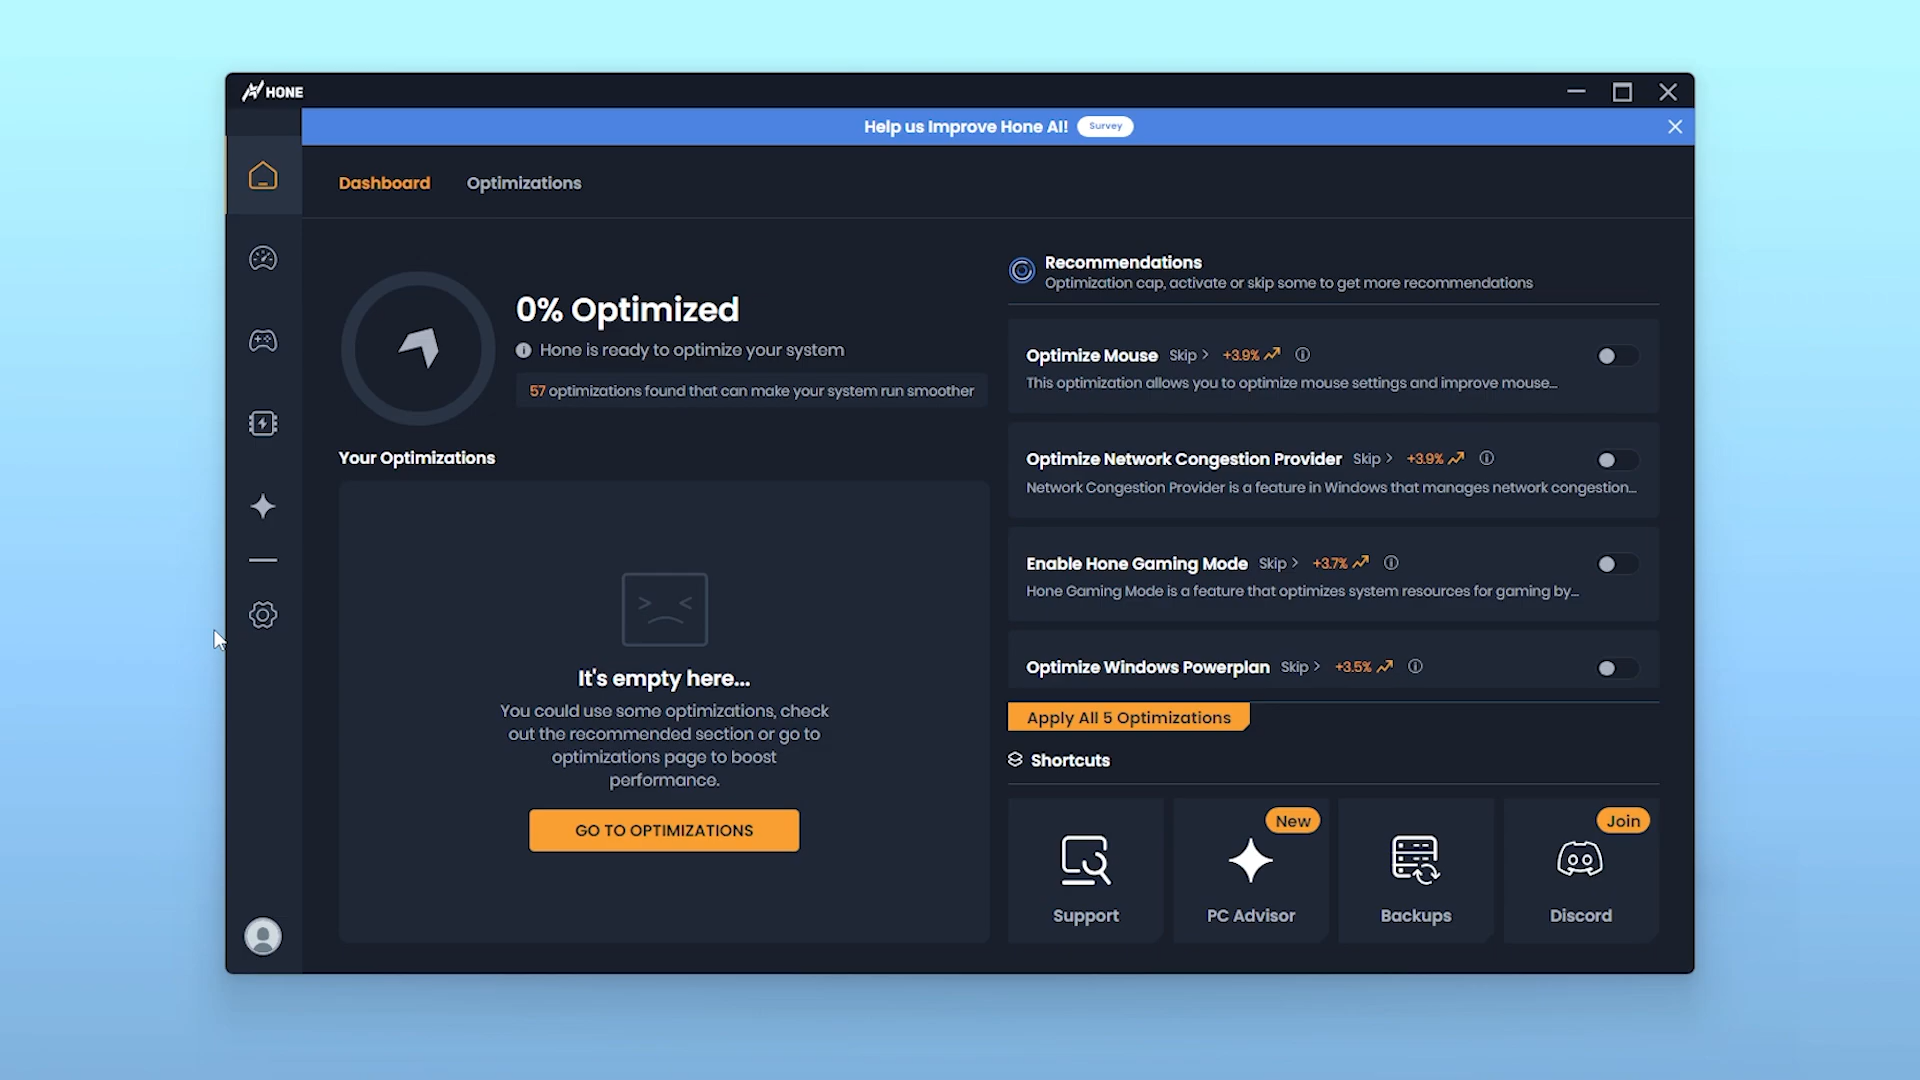 HONE
Help us Improve Hone AI! Survey
Dashboard Optimizations
0% Optimized
Hone is ready to optimize your system
57 optimizations found that can make your system run smoother
Your Optimizations
It's empty here...
You could use some optimizations, check
out the recommended section or go to
optimizations page to boost
performance.
GO TO OPTIMIZATIONS
Recommendations
Optimization cap, activate or skip some to get more recommendations
Optimize Mouse Skip > +3.9%
This optimization allows you to optimize mouse settings and improve mouse...
Optimize Network Congestion Provider Skip > +3.9%
Network Congestion Provider is a feature in Windows that manages network congestion...
Enable Hone Gaming Mode Skip > +3.7%
Hone Gaming Mode is a feature that optimizes system resources for gaming by...
Optimize Windows Powerplan Skip > +3.5%
Apply All 5 Optimizations
Shortcuts
Support
New
PC Advisor
Backups
Join
Discord